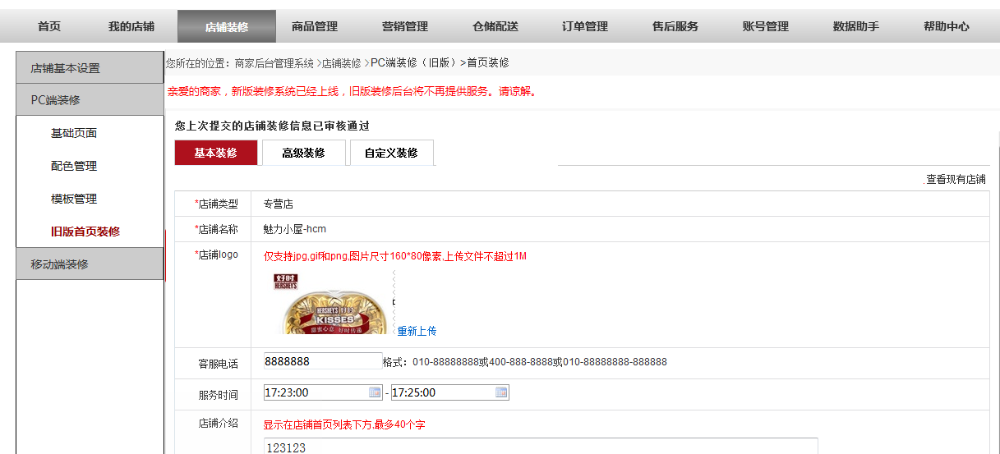 首页 我的店铺 店铺装修 商品管理 营销管理 仓储配送 订单管理 售后服务 账号管理 数据助手 帮助中心
店铺基本设置
PC端装修
基础页面
配色管理
模板管理
旧版首页装修
移动端装修
您所在的位置：商家后台管理系统 >店铺装修 >PC端装修（旧版）>首页装修
亲爱的商家，新版装修系统已经上线，旧版装修后台将不再提供服务。请谅解。
您上次提交的店铺装修信息已审核通过
基本装修 高级装修 自定义装修
查看现有店铺
*店铺类型 专营店
*店铺名称 魅力小屋-hcm
*店铺logo 仅支持jpg,gif和png,图片尺寸160*80像素,上传文件不超过1M
好时
HERSHEY'S
HERSHEY'S
KISSES
甜蜜心意 好时传递
重新上传
客服电话 8888888 格式：010-88888888或400-888-8888或010-88888888-888888
服务时间 17:23:00 - 17:25:00
店铺介绍 显示在店铺首页列表下方,最多40个字
123123